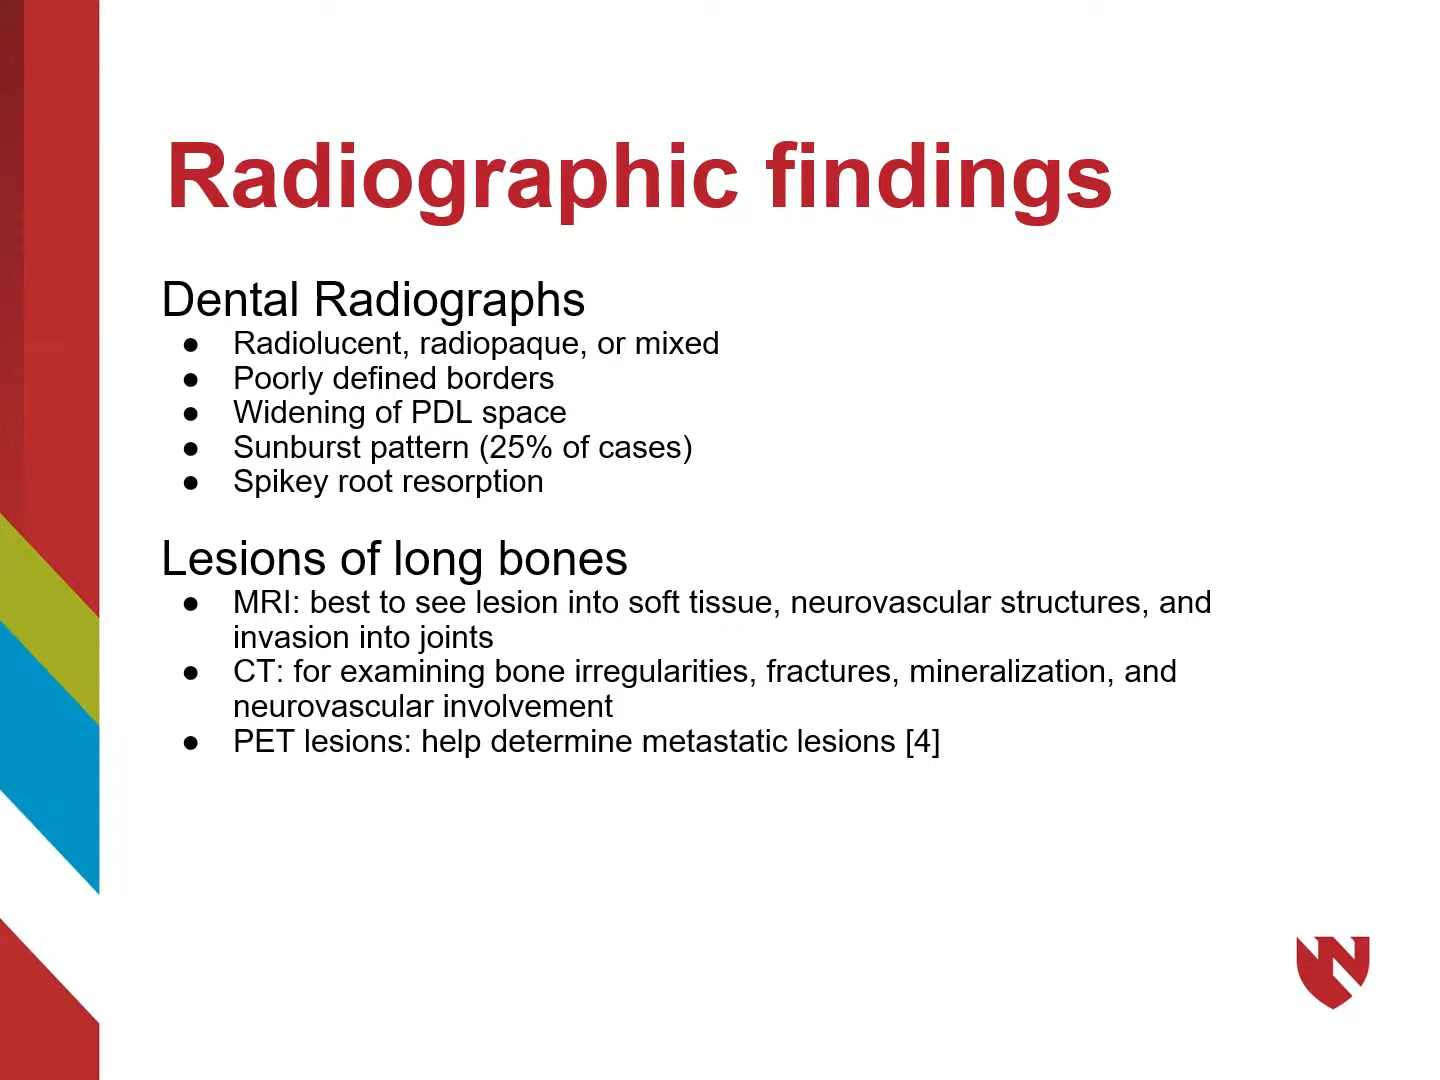 Radiographic findings
Dental Radiographs
● Radiolucent, radiopaque, or mixed
● Poorly defined borders
● Widening of PDL space
● Sunburst pattern (25% of cases)
● Spikey root resorption
Lesions of long bones
● MRI: best to see lesion into soft tissue, neurovascular structures, and
invasion into joints
● CT: for examining bone irregularities, fractures, mineralization, and
neurovascular involvement
● PET lesions: help determine metastatic lesions [4]